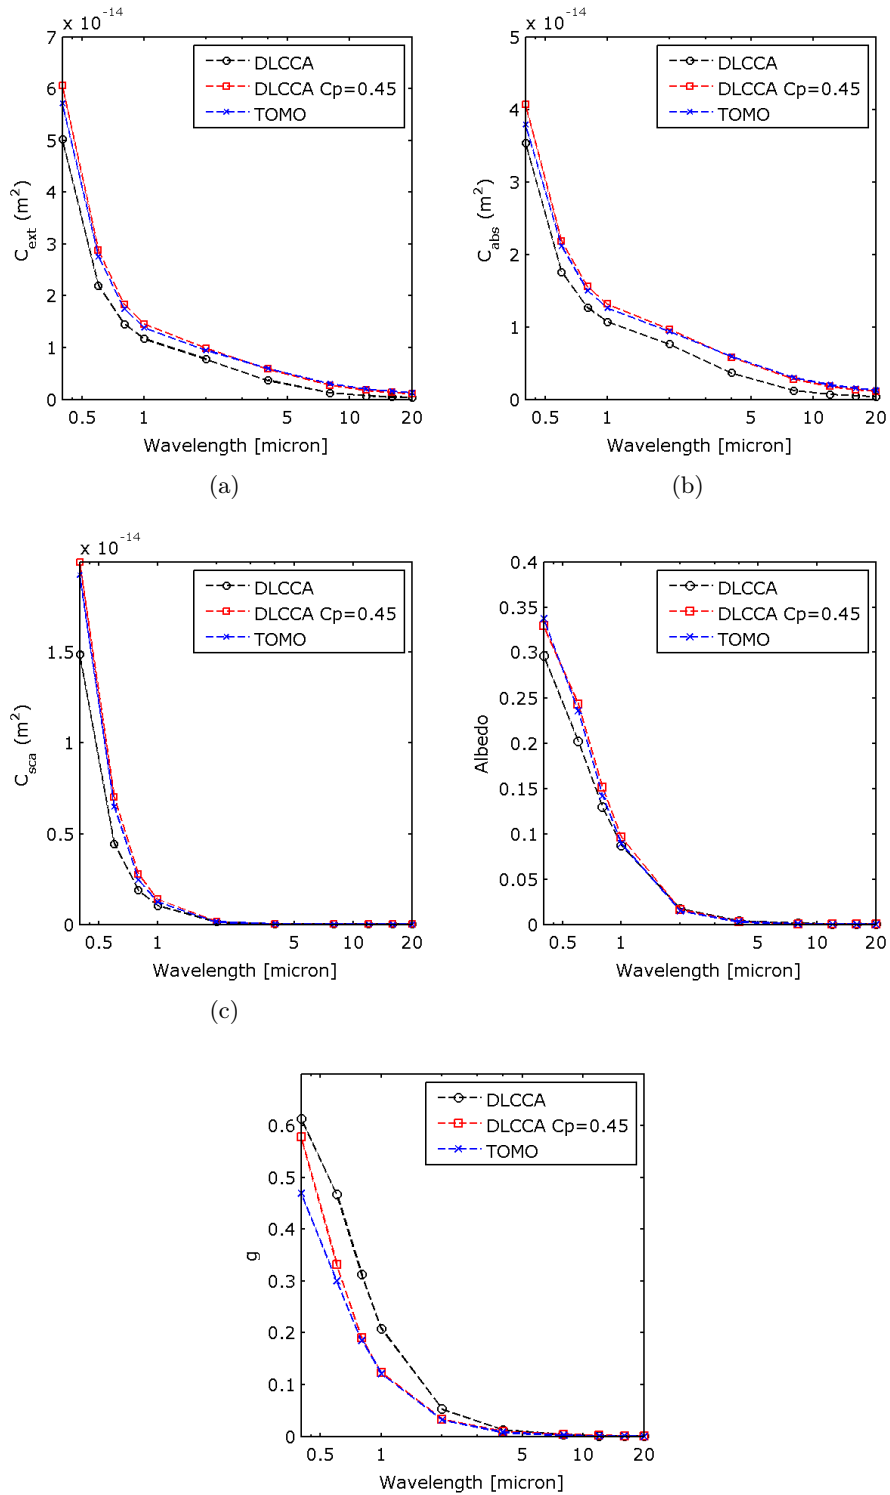 x 10⁻¹⁴
7
6
5
4
3
2
1
0
C_ext (m²)
DLCCA
DLCCA Cp=0.45
TOMO
0.5 1 5 10 20
Wavelength [micron]
(a)
x 10⁻¹⁴
5
4
3
2
1
0
C_abs (m²)
DLCCA
DLCCA Cp=0.45
TOMO
0.5 1 5 10 20
Wavelength [micron]
(b)
x 10⁻¹⁴
1.5
1
0.5
0
C_sca (m²)
DLCCA
DLCCA Cp=0.45
TOMO
0.5 1 5 10 20
Wavelength [micron]
(c)
0.4
0.35
0.3
0.25
0.2
0.15
0.1
0.05
0
Albedo
DLCCA
DLCCA Cp=0.45
TOMO
0.5 1 5 10 20
Wavelength [micron]
0.6
0.5
0.4
0.3
0.2
0.1
0
g
DLCCA
DLCCA Cp=0.45
TOMO
0.5 1 5 10 20
Wavelength [micron]